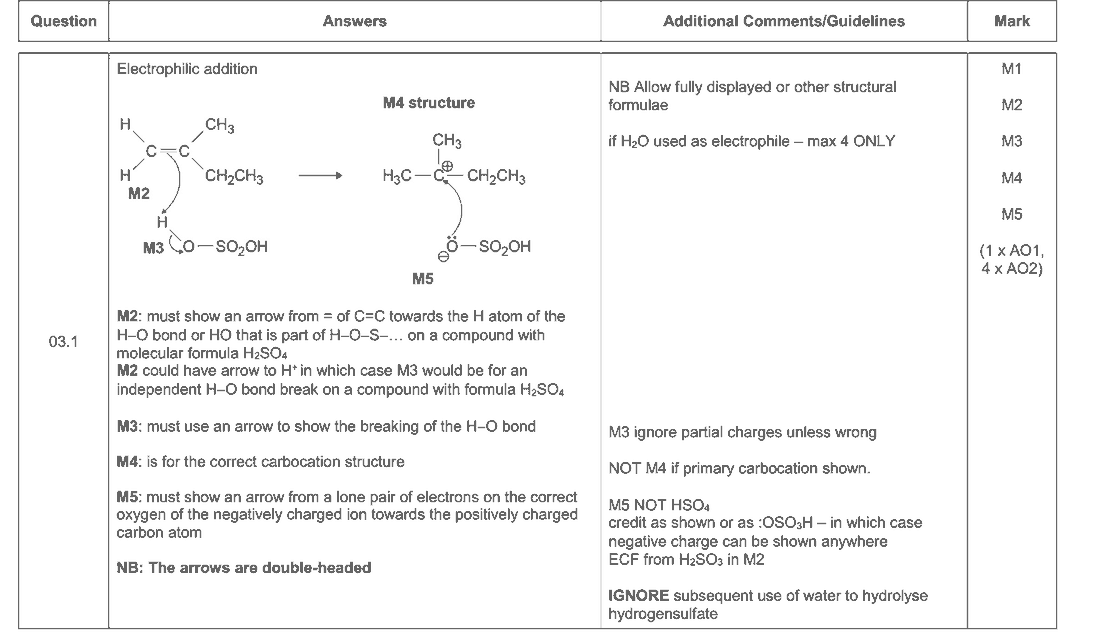 Question Answers Additional Comments/Guidelines Mark
03.1
Electrophilic addition
M4 structure
H CH₃
C=C
H CH₂CH₃
M2
H
M3 O—SO₂OH
CH₃
H₃C—C—CH₂CH₃
⊕
Ö—SO₂OH
⊖
M5
M2: must show an arrow from = of C=C towards the H atom of the
H–O bond or HO that is part of H–O–S–... on a compound with
molecular formula H₂SO₄
M2 could have arrow to H⁺ in which case M3 would be for an
independent H–O bond break on a compound with formula H₂SO₄
M3: must use an arrow to show the breaking of the H–O bond
M4: is for the correct carbocation structure
M5: must show an arrow from a lone pair of electrons on the correct
oxygen of the negatively charged ion towards the positively charged
carbon atom
NB: The arrows are double-headed
NB Allow fully displayed or other structural
formulae
if H₂O used as electrophile – max 4 ONLY
M3 ignore partial charges unless wrong
NOT M4 if primary carbocation shown.
M5 NOT HSO₄
credit as shown or as :OSO₃H – in which case
negative charge can be shown anywhere
ECF from H₂SO₃ in M2
IGNORE subsequent use of water to hydrolyse
hydrogensulfate
M1
M2
M3
M4
M5
(1 x AO1,
4 x AO2)